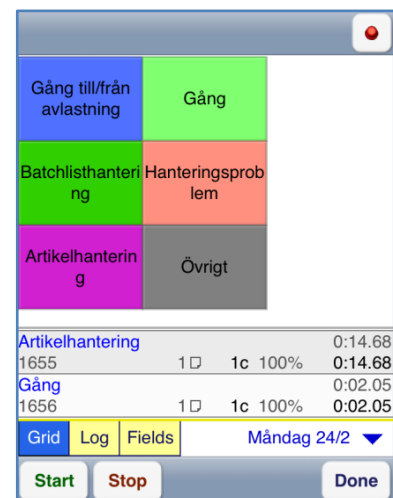 Gång till/från
avlastning
Gång
Batchlisthanteri
ng
Hanteringsprob
lem
Artikelhanterin
g
Övrigt
Artikelhantering 0:14.68
1655 1 1c 100% 0:14.68
Gång 0:02.05
1656 1 1c 100% 0:02.05
Grid Log Fields Måndag 24/2
Start Stop Done